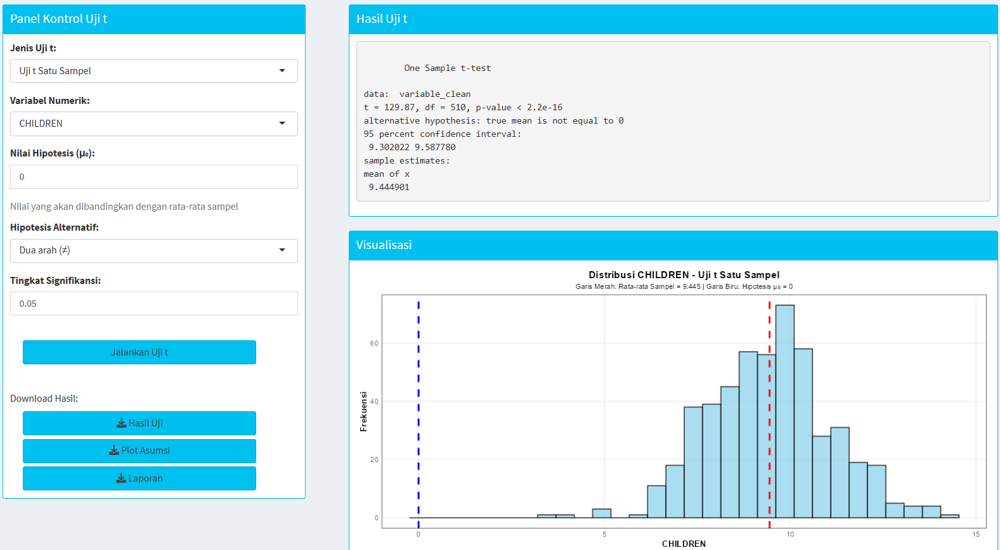 Panel Kontrol Uji t
Jenis Uji t:
Uji t Satu Sampel
Variabel Numerik:
CHILDREN
Nilai Hipotesis (μ₀):
0
Nilai yang akan dibandingkan dengan rata-rata sampel
Hipotesis Alternatif:
Dua arah (≠)
Tingkat Signifikansi:
0.05
Jalankan Uji t
Download Hasil:
Hasil Uji
Plot Asumsi
Laporan
Hasil Uji t
One Sample t-test
data:  variable_clean
t = 129.87, df = 510, p-value < 2.2e-16
alternative hypothesis: true mean is not equal to 0
95 percent confidence interval:
9.302022 9.587780
sample estimates:
mean of x
9.444901
Visualisasi
Distribusi CHILDREN - Uji t Satu Sampel
Garis Merah: Rata-rata Sampel = 9.445 | Garis Biru: Hipotesis μ₀ = 0
Frekuensi
60
40
20
0
0 5 10 15
CHILDREN